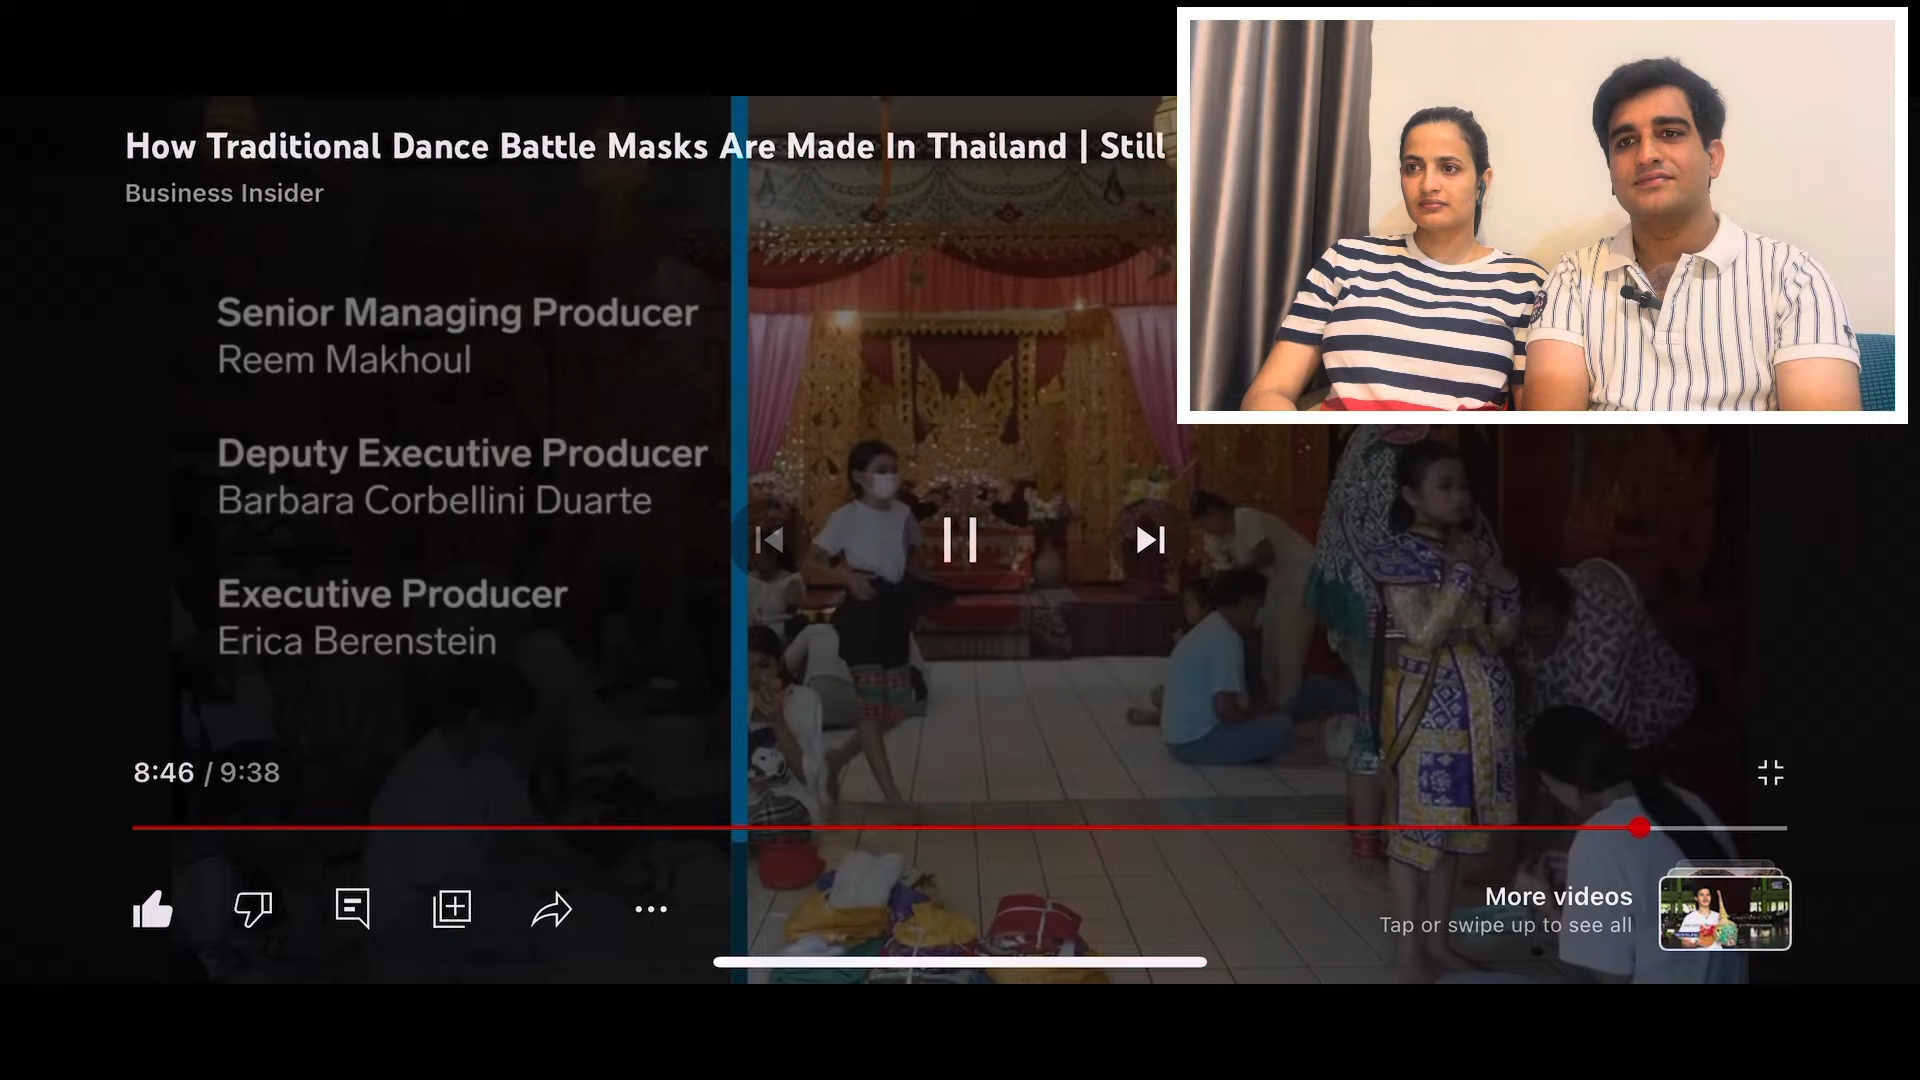 How Traditional Dance Battle Masks Are Made In Thailand | Still
Business Insider
Senior Managing Producer
Reem Makhoul
Deputy Executive Producer
Barbara Corbellini Duarte
Executive Producer
Erica Berenstein
8:46 / 9:38
More videos
Tap or swipe up to see all